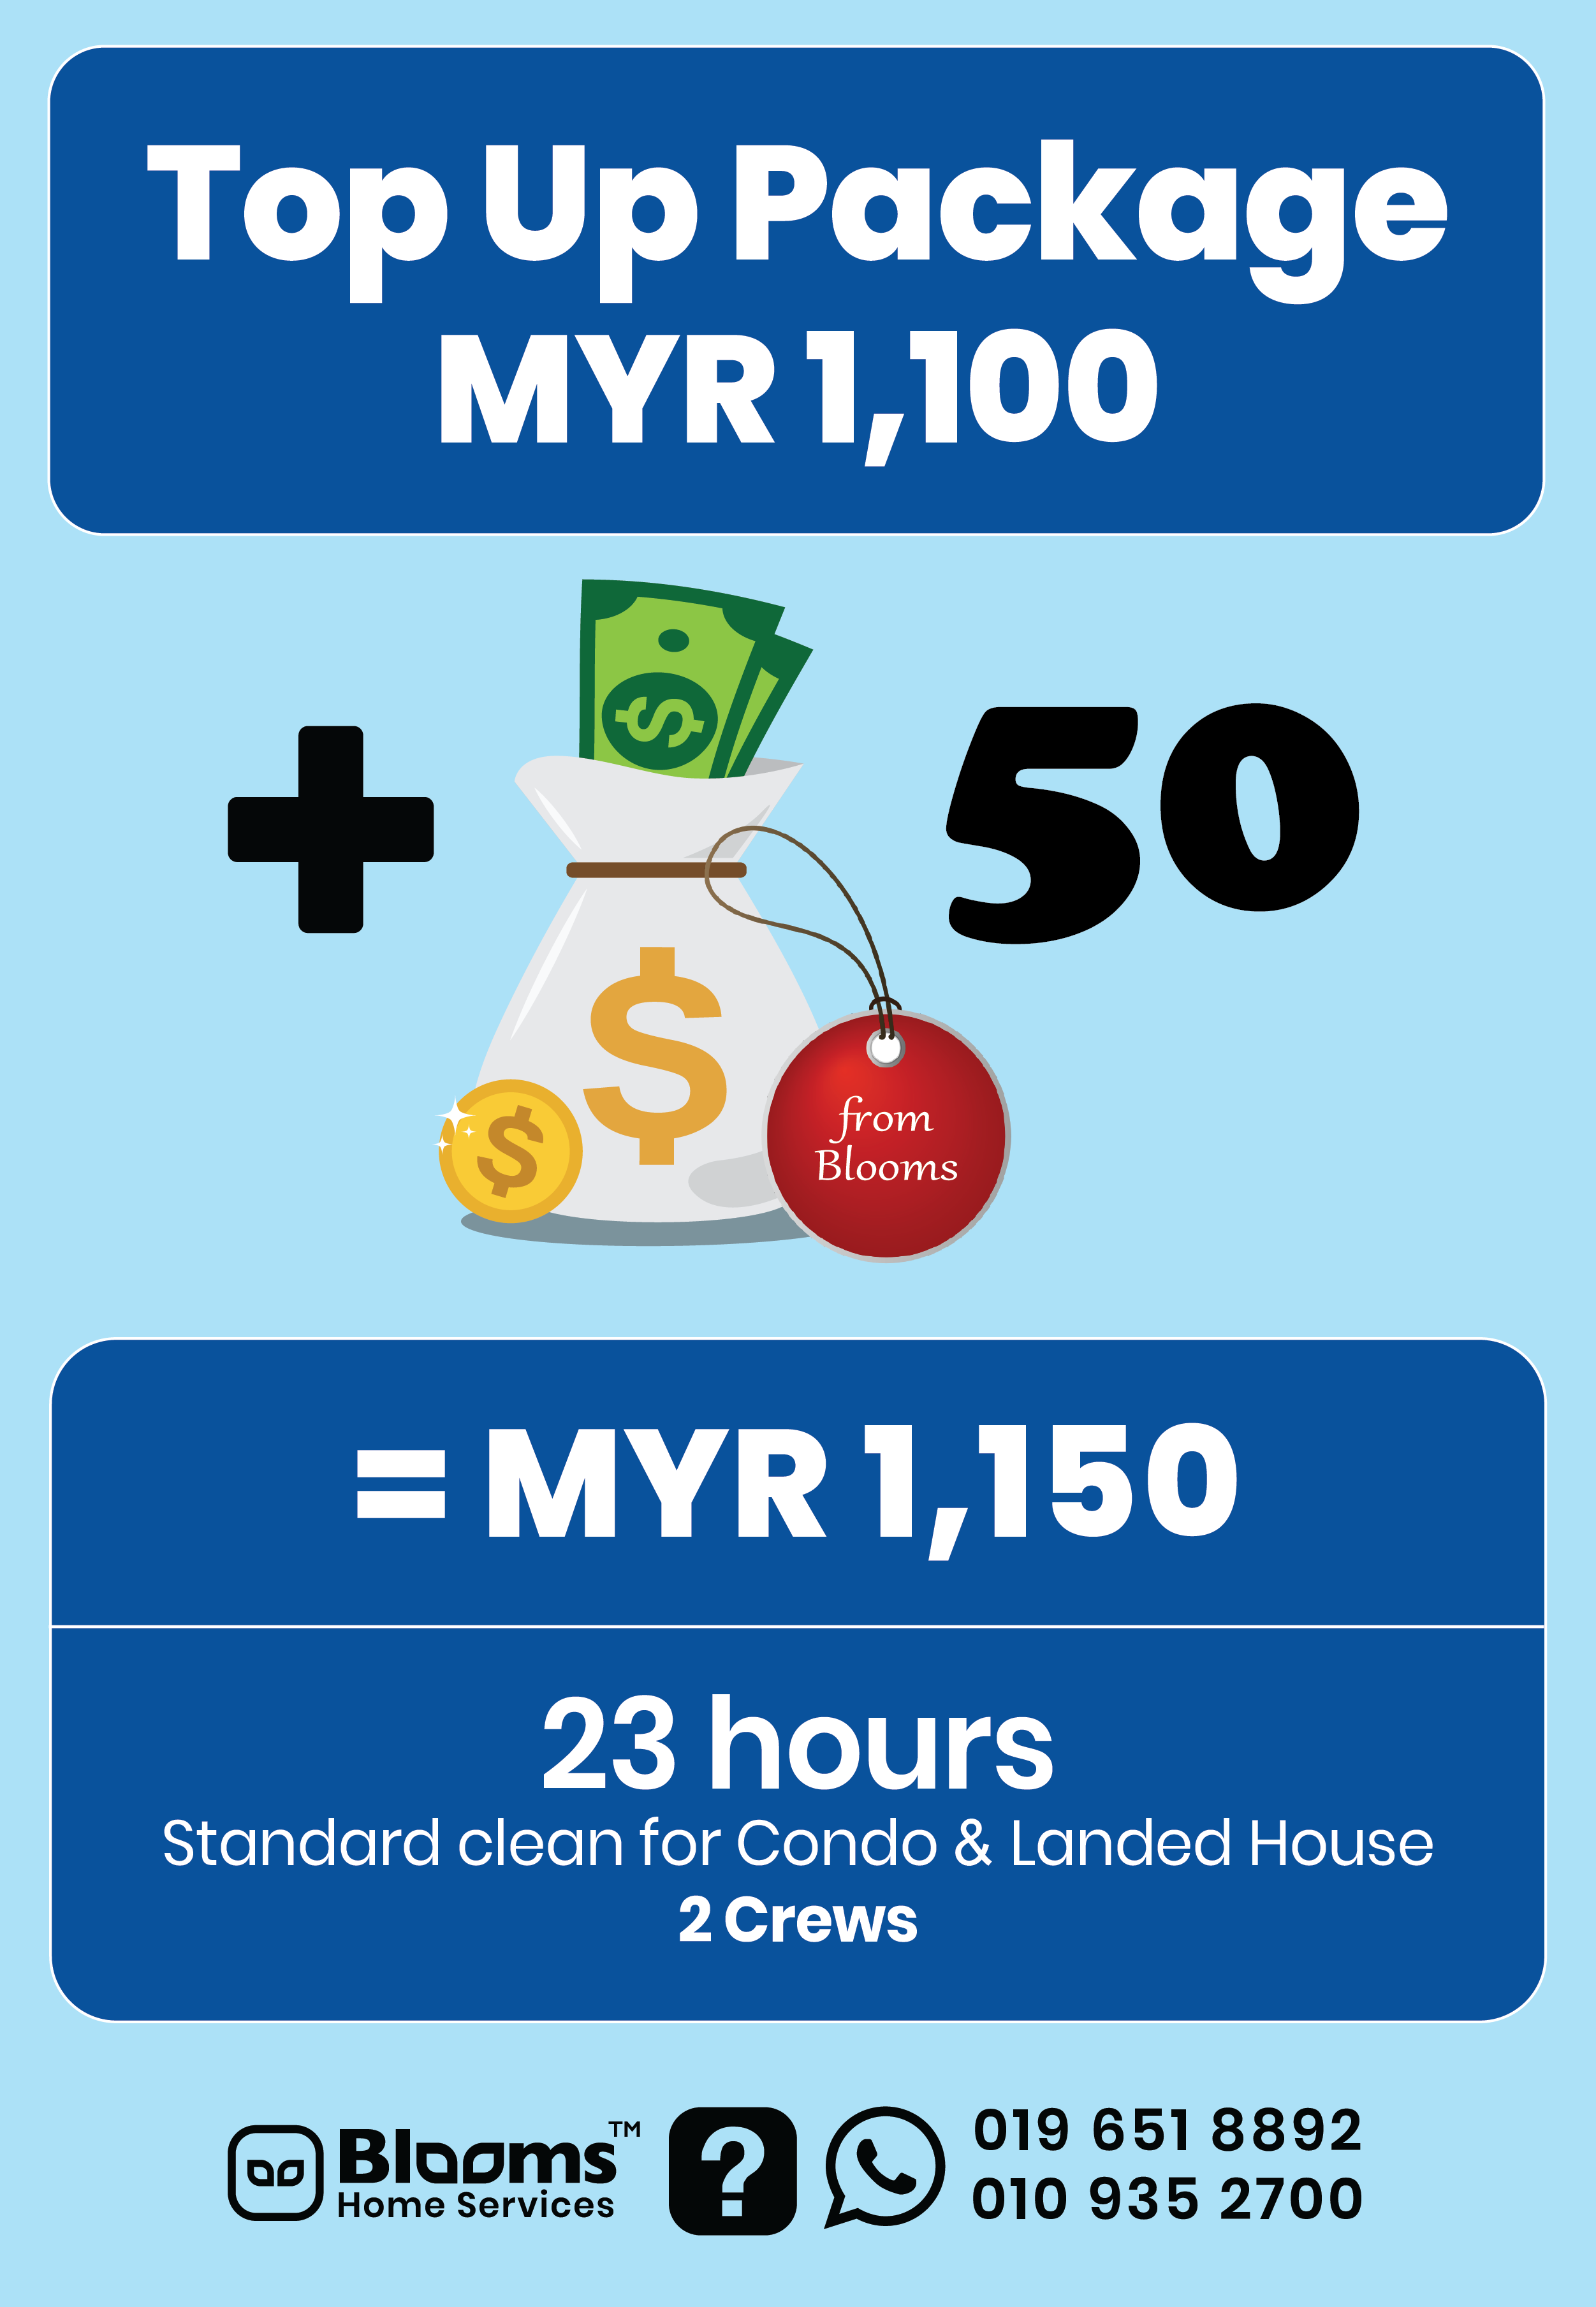 Top Up Package
MYR 1,100
+
50
$
$
$
from
Blooms
= MYR 1,150
23 hours
Standard clean for Condo & Landed House
2 Crews
Blooms™
Home Services
?
019 651 8892
010 935 2700